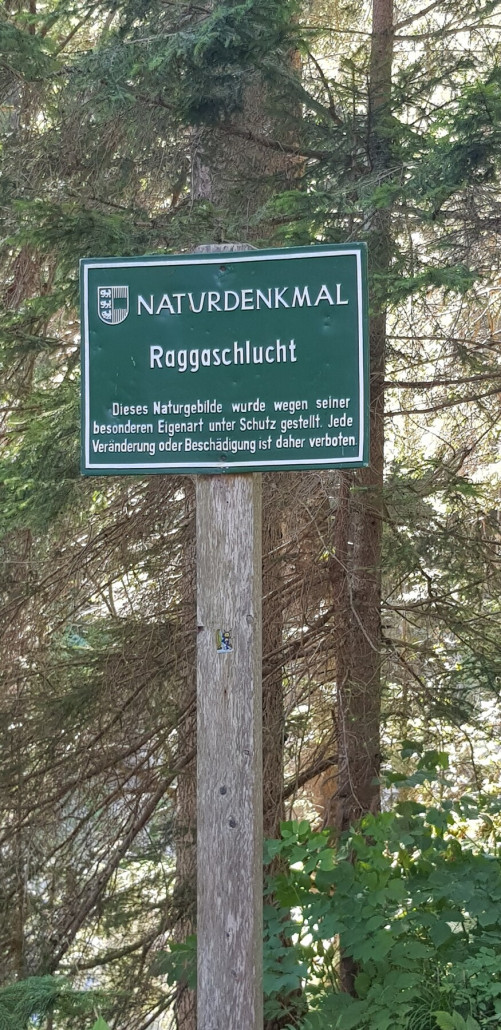 NATURDENKMAL
Raggaschlucht
Dieses Naturgebilde wurde wegen seiner
besonderen Eigenart unter Schutz gestellt. Jede
Veränderung oder Beschädigung ist daher verboten.